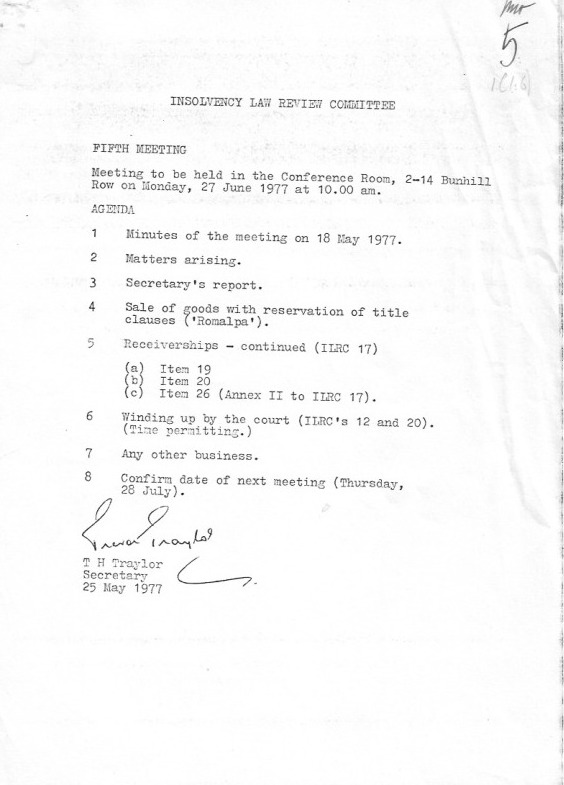 5
INSOLVENCY LAW REVIEW COMMITTEE
FIFTH MEETING
Meeting to be held in the Conference Room, 2-14 Bunhill
Row on Monday, 27 June 1977 at 10.00 am.
AGENDA
1 Minutes of the meeting on 18 May 1977.
2 Matters arising.
3 Secretary's report.
4 Sale of goods with reservation of title
clauses ('Romalpa').
5 Receiverships - continued (ILRC 17)
(a) Item 19
(b) Item 20
(c) Item 26 (Annex II to ILRC 17).
6 Winding up by the court (ILRC's 12 and 20).
(Time permitting.)
7 Any other business.
8 Confirm date of next meeting (Thursday,
28 July).
Trevor Traylor
T H Traylor
Secretary
25 May 1977